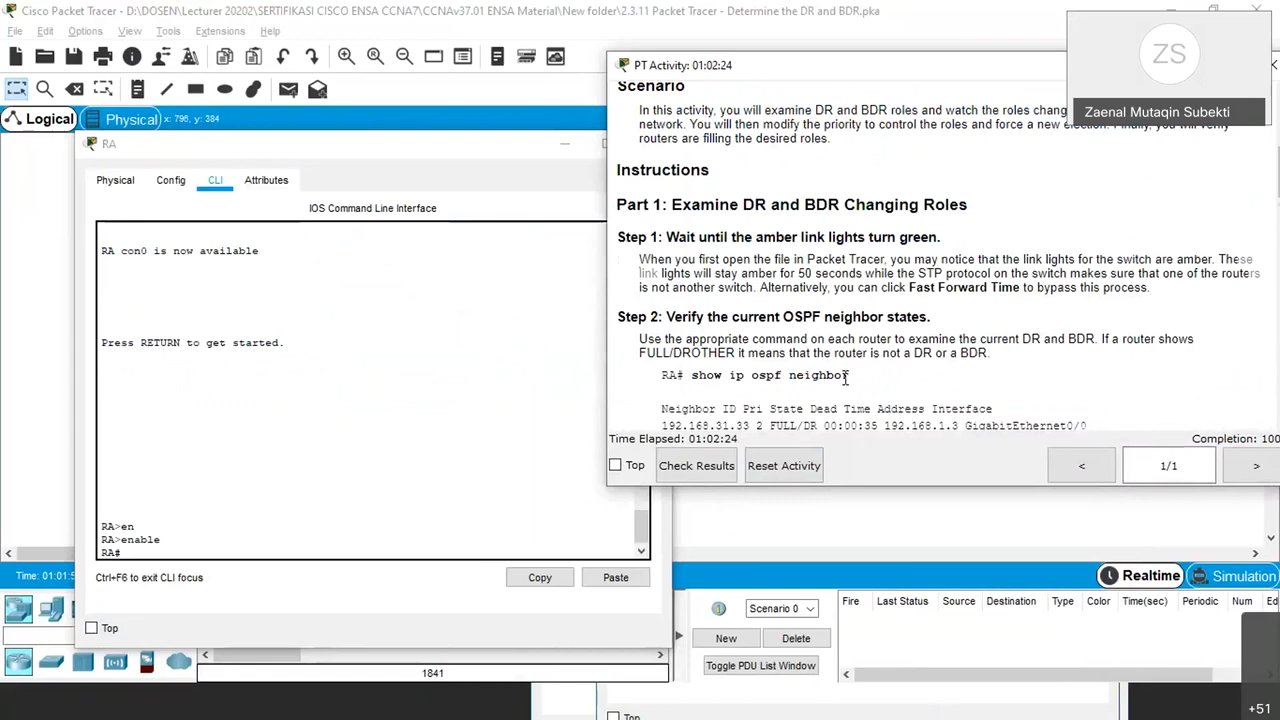 Cisco Packet Tracer - D:\DOSEN\Lecturer 20202\SERTIFIKASI CISCO ENSA CCNA7\CCNAv37.01 ENSA Material\New folder\2.3.11 Packet Tracer - Determine the DR and BDR.pka
File Edit Options View Tools Extensions Help
Logical Physical x: 796, y: 384
RA
Physical Config CLI Attributes
IOS Command Line Interface
RA con0 is now available
Press RETURN to get started.
RA>en
RA>enable
RA#
Ctrl+F6 to exit CLI focus
Copy Paste
Top
PT Activity: 01:02:24
Scenario
In this activity, you will examine DR and BDR roles and watch the roles chang
network. You will then modify the priority to control the roles and force a new election. Finally, you will verify
routers are filling the desired roles.
Instructions
Part 1: Examine DR and BDR Changing Roles
Step 1: Wait until the amber link lights turn green.
When you first open the file in Packet Tracer, you may notice that the link lights for the switch are amber. These
link lights will stay amber for 50 seconds while the STP protocol on the switch makes sure that one of the routers
is not another switch. Alternatively, you can click Fast Forward Time to bypass this process.
Step 2: Verify the current OSPF neighbor states.
Use the appropriate command on each router to examine the current DR and BDR. If a router shows
FULL/DROTHER it means that the router is not a DR or a BDR.
RA# show ip ospf neighbor
Neighbor ID Pri State Dead Time Address Interface
192.168.31.33 2 FULL/DR 00:00:35 192.168.1.3 GigabitEthernet0/0
Time Elapsed: 01:02:24 Completion: 100
Top Check Results Reset Activity < 1/1 >
ZS
Zaenal Mutaqin Subekti
Time: 01:01:5
Realtime Simulation
Scenario 0
New Delete
Toggle PDU List Window
Fire Last Status Source Destination Type Color Time(sec) Periodic Num Ed
1841
Top
+51